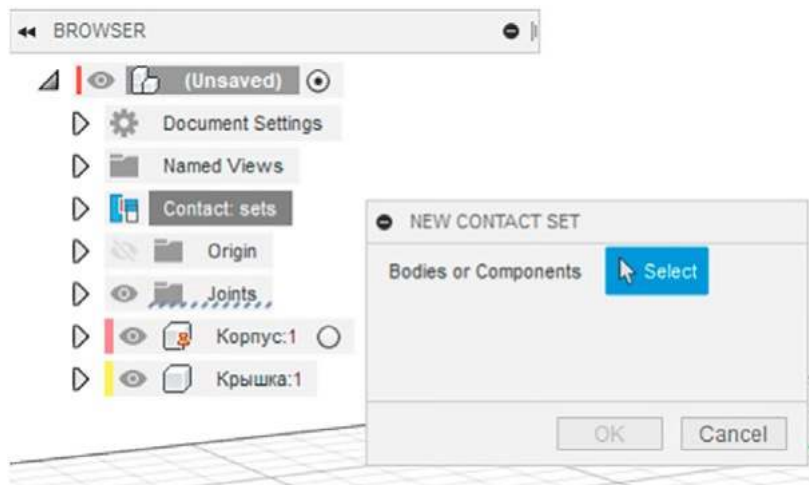 BROWSER
(Unsaved)
Document Settings
Named Views
Contact: sets
Origin
Joints
Корпус:1
Крышка:1
NEW CONTACT SET
Bodies or Components Select
OK Cancel